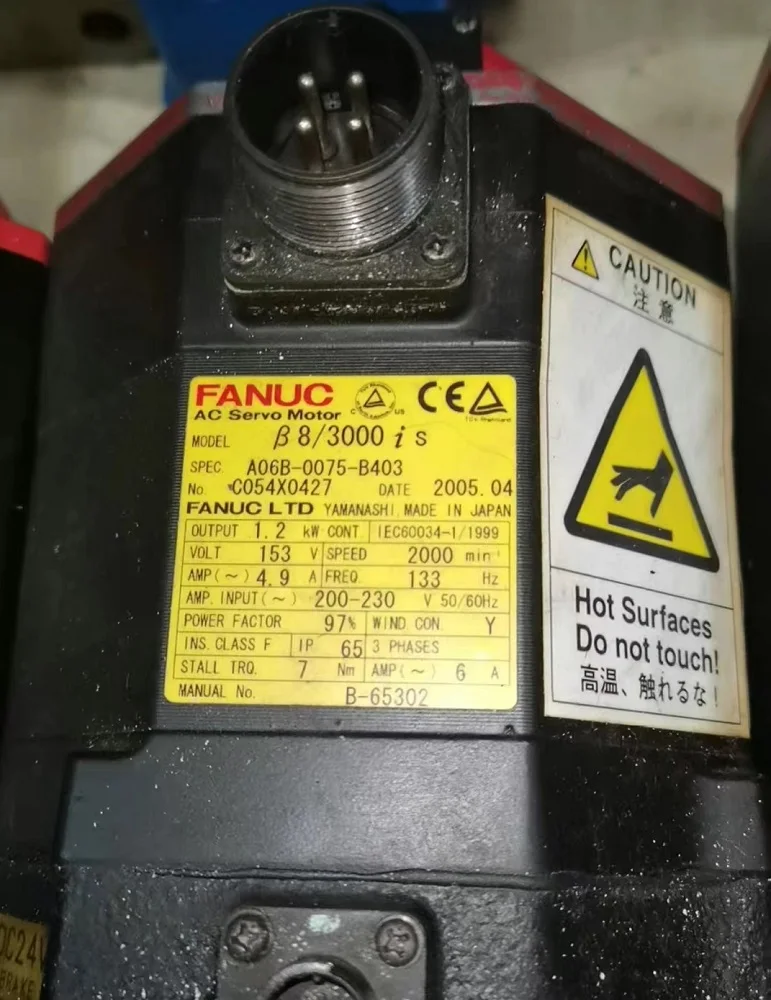 CAUTION
注意
FANUC
AC Servo Motor
C US
CE
MODEL β 8/3000 i s
SPEC. A06B-0075-B403
No. *C054X0427 DATE 2005.04
FANUC LTD YAMANASHI, MADE IN JAPAN
OUTPUT 1.2 kW CONT. IEC60034-1/1999
VOLT 153 V SPEED 2000 min⁻¹
AMP(~) 4.9 A FREQ. 133 Hz
AMP. INPUT(~) 200-230 V 50/60Hz
POWER FACTOR 97% WIND.CON. Y
INS. CLASS F IP 65 3 PHASES
STALL TRQ. 7 Nm AMP(~) 6 A
MANUAL No. B-65302
Hot Surfaces
Do not touch!
高温、触れるな!
DC24V
BRAKE